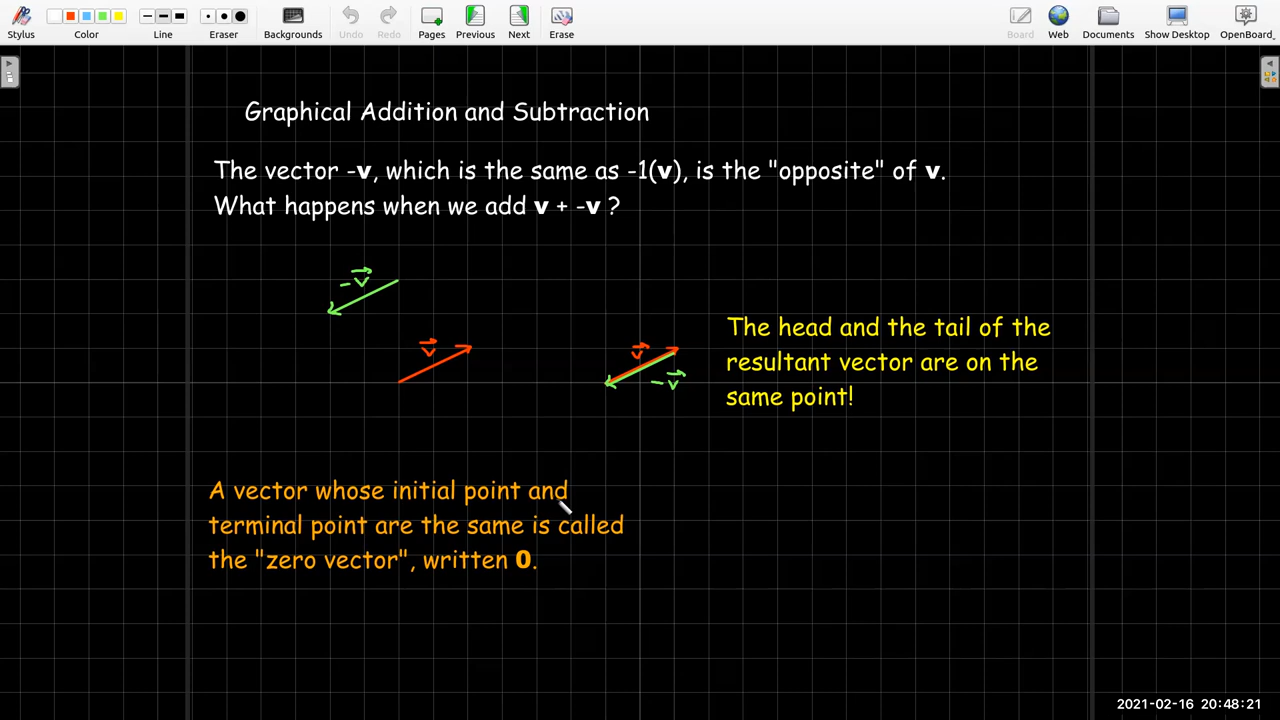 Stylus
Color
Line
Eraser
Backgrounds
Undo
Redo
Pages
Previous
Next
Erase
Board
Web
Documents
Show Desktop
OpenBoard
Graphical Addition and Subtraction
The vector -v, which is the same as -1(v), is the "opposite" of v.
What happens when we add v + -v ?
-v
v
v
-v
The head and the tail of the
resultant vector are on the
same point!
A vector whose initial point and
terminal point are the same is called
the "zero vector", written 0.
2021-02-16 20:48:21